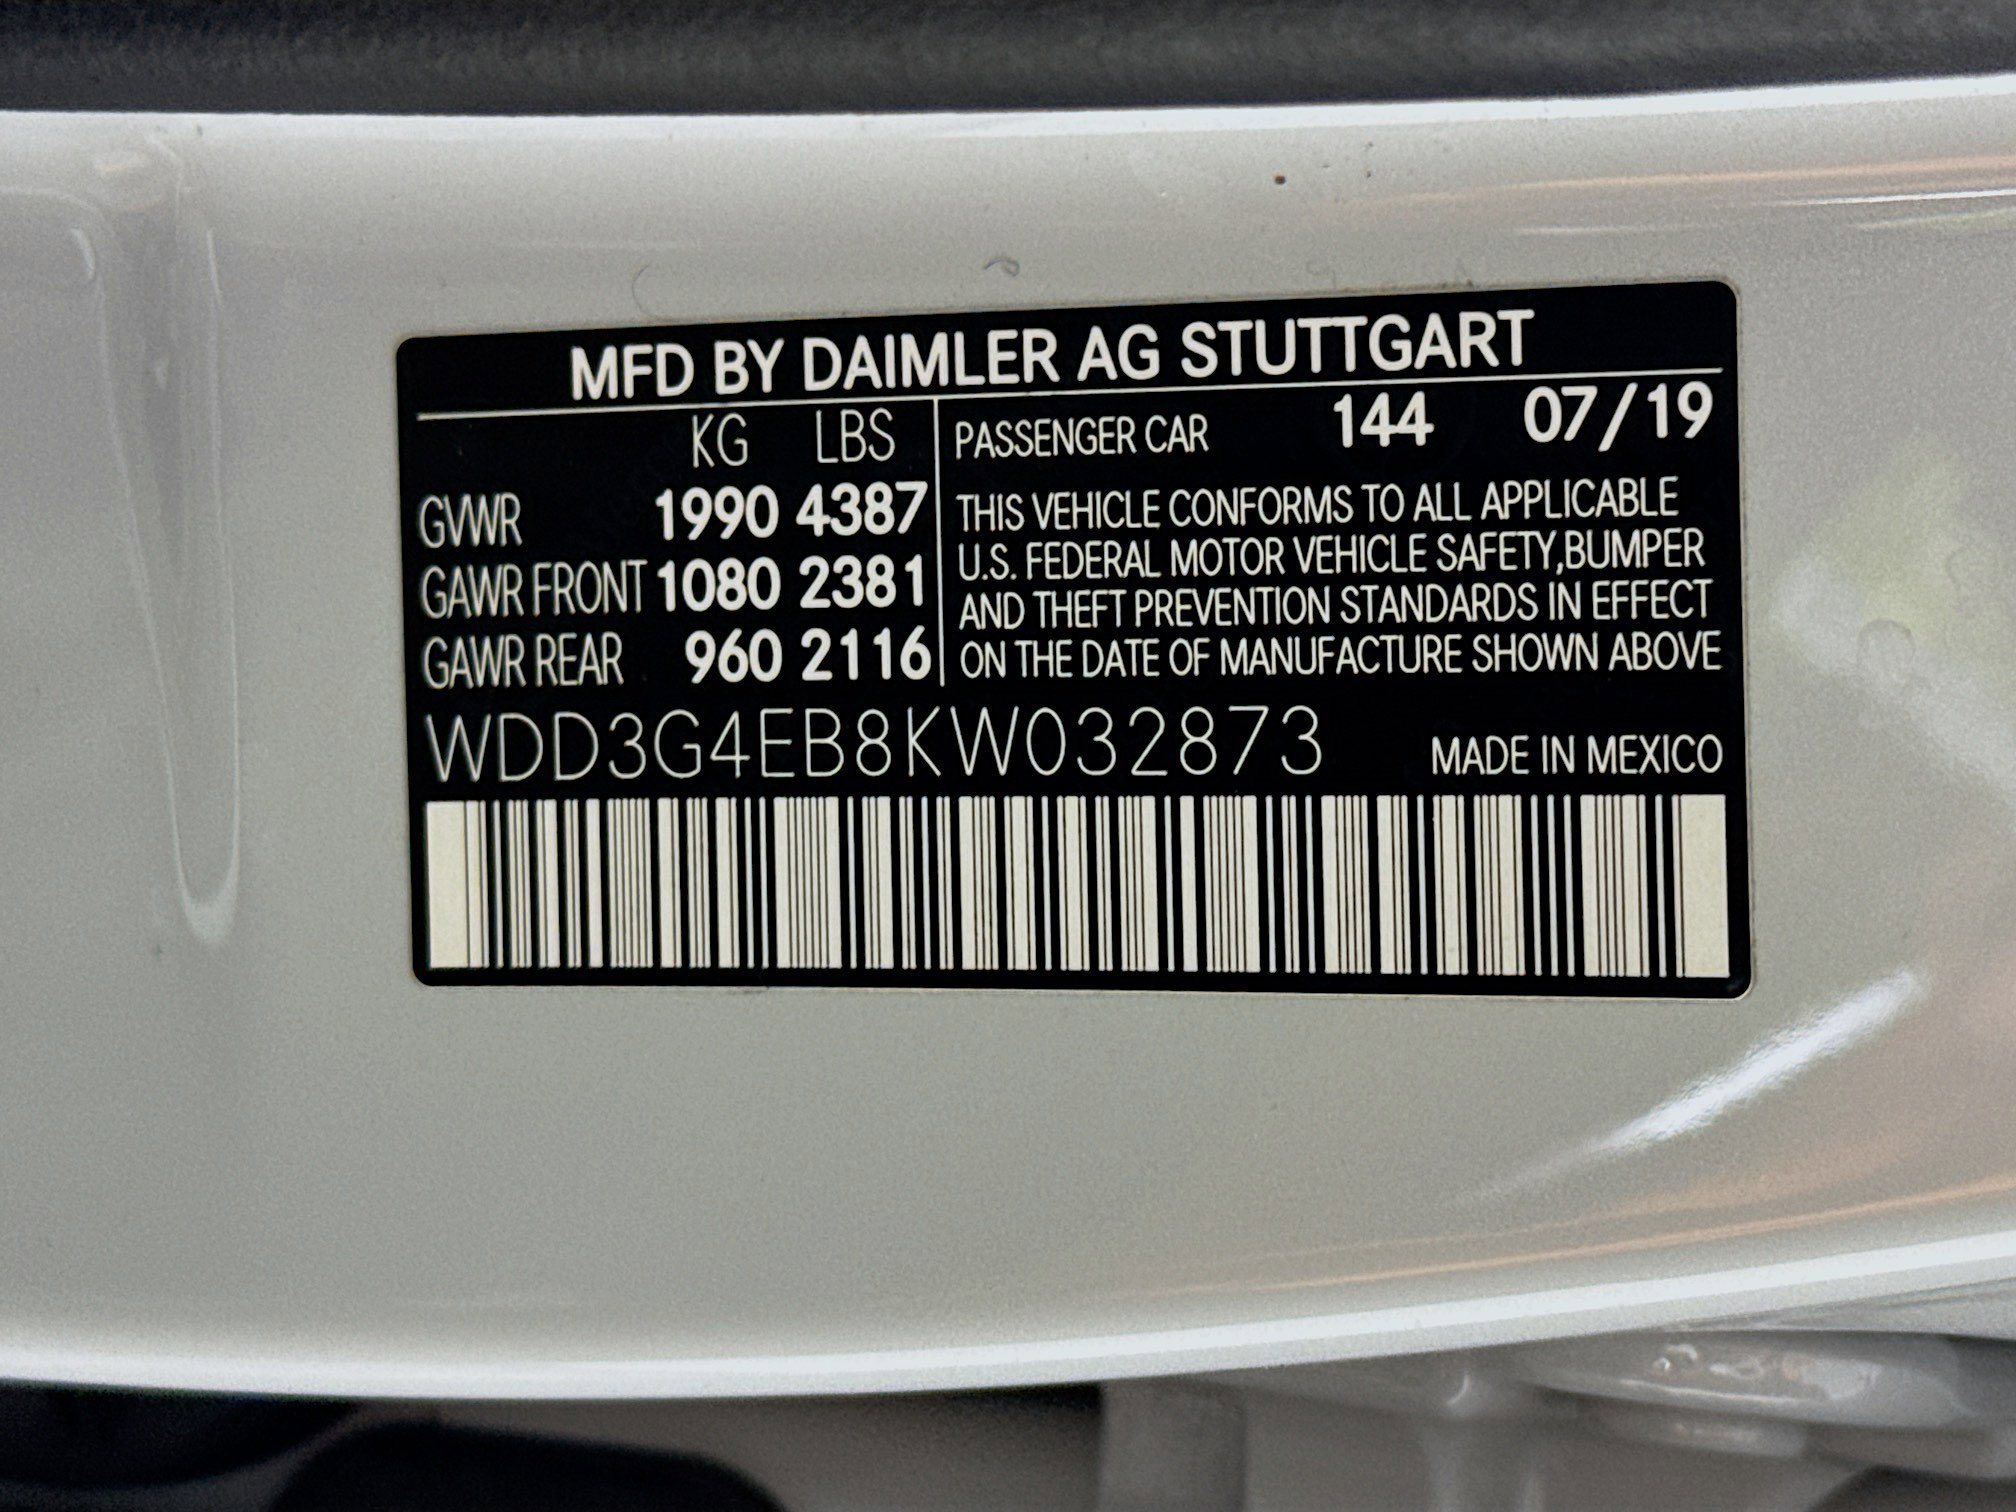 MFD BY DAIMLER AG STUTTGART
KG LBS
GVWR 1990 4387
GAWR FRONT 1080 2381
GAWR REAR 960 2116
PASSENGER CAR 144 07/19
THIS VEHICLE CONFORMS TO ALL APPLICABLE
U.S. FEDERAL MOTOR VEHICLE SAFETY,BUMPER
AND THEFT PREVENTION STANDARDS IN EFFECT
ON THE DATE OF MANUFACTURE SHOWN ABOVE
WDD3G4EB8KW032873
MADE IN MEXICO